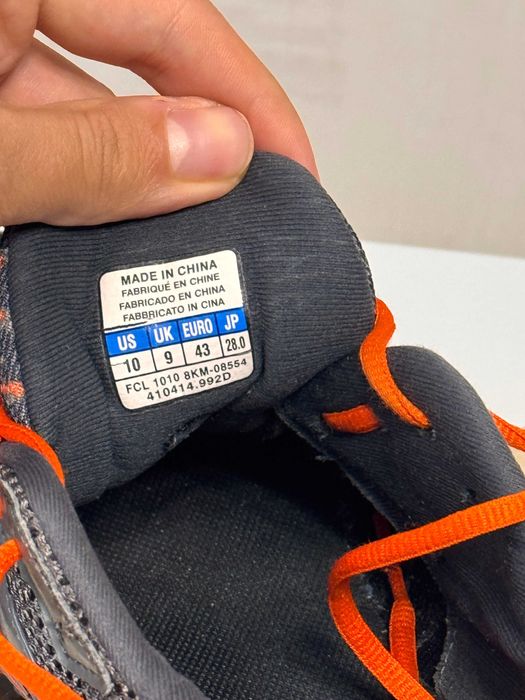 MADE IN CHINA
FABRIQUÉ EN CHINE
FABRICADO EN CHINA
FABBRICATO IN CINA
US UK EURO JP
10 9 43 28.0
FCL 1010 8KM-08554
410414.992D